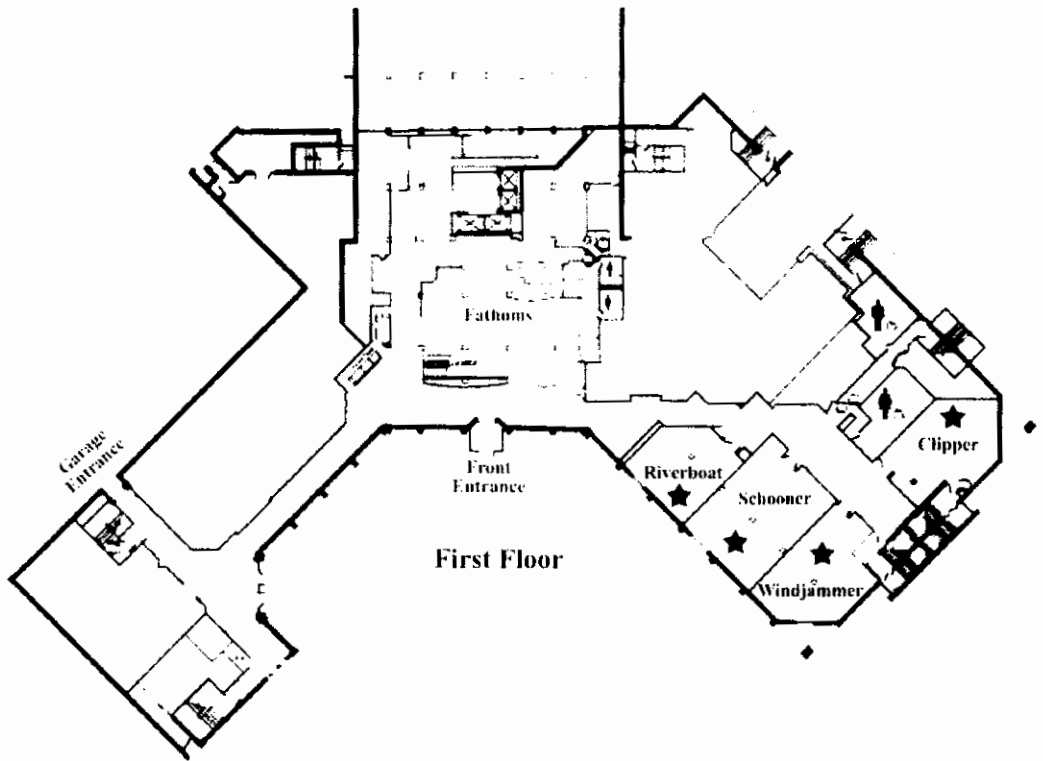 Fathoms
Garage
Entrance
Front
Entrance
Clipper
Riverboat
Schooner
First Floor
Windjammer